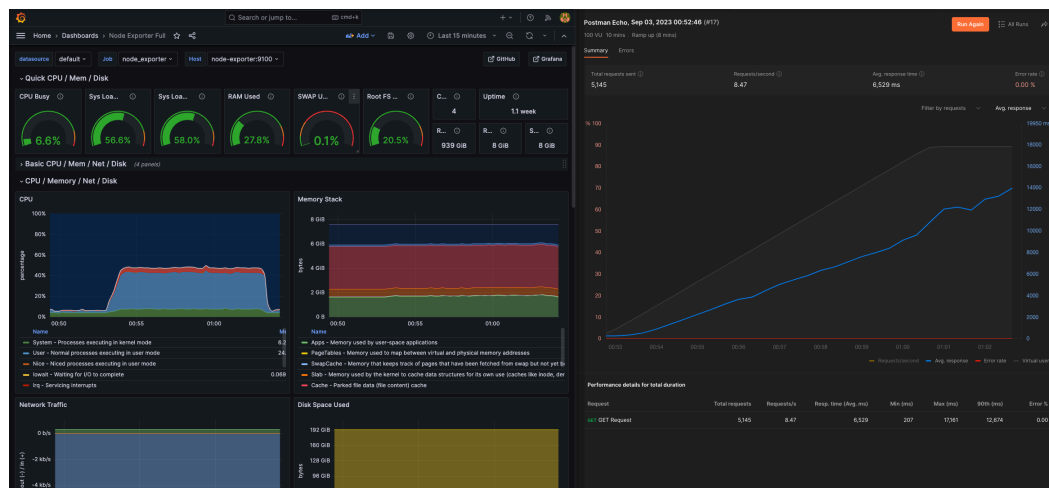 Search or jump to...
cmd+k
Home › Dashboards › Node Exporter Full
Add
Last 15 minutes
datasource default Job node_exporter Host node-exporter:9100
GitHub Grafana
Quick CPU / Mem / Disk
CPU Busy Sys Loa... Sys Loa... RAM Used SWAP U... Root FS ... C... Uptime
4 1.1 week
6.6% 56.6% 58.0% 27.8% 0.1% 20.5%
R... R... S...
939 GiB 8 GiB 8 GiB
Basic CPU / Mem / Net / Disk (4 panels)
CPU / Memory / Net / Disk
CPU
100%
80%
60%
40%
20%
0%
percentage
00:50 00:55 01:00
Name
System - Processes executing in kernel mode 6.2
User - Normal processes executing in user mode 24.
Nice - Niced processes executing in user mode
Iowait - Waiting for I/O to complete 0.069
Irq - Servicing interrupts
Memory Stack
8 GiB
6 GiB
4 GiB
2 GiB
0 B
bytes
00:50 00:55 01:00
Name
Apps - Memory used by user-space applications
PageTables - Memory used to map between virtual and physical memory addresses
SwapCache - Memory that keeps track of pages that have been fetched from swap but not yet b
Slab - Memory used by the kernel to cache data structures for its own use (caches like inode, der
Cache - Parked file data (file content) cache
Network Traffic
0 b/s
-2 kb/s
-4 kb/s
out (-) / in (+)
Disk Space Used
192 GiB
160 GiB
128 GiB
96 GiB
bytes
Postman Echo, Sep 03, 2023 00:52:46 (#17)
100 VU 10 mins Ramp up (8 mins)
Run Again
All Runs
Summary Errors
Total requests sent Requests/second Avg. response time Error rate
5,145 8.47 6,529 ms 0.00 %
Filter by requests Avg. response
% 100
90
80
70
60
50
40
30
20
10
0
19950 ms
18000
16000
14000
12000
10000
8000
6000
4000
2000
0
00:53 00:54 00:55 00:56 00:57 00:58 00:59 01:00 01:01 01:02
Requests/second Avg. response Error rate Virtual user
Performance details for total duration
Request Total requests Requests/s Resp. time (Avg. ms) Min (ms) Max (ms) 90th (ms) Error %
GET GET Request 5,145 8.47 6,529 207 17,161 12,674 0.00